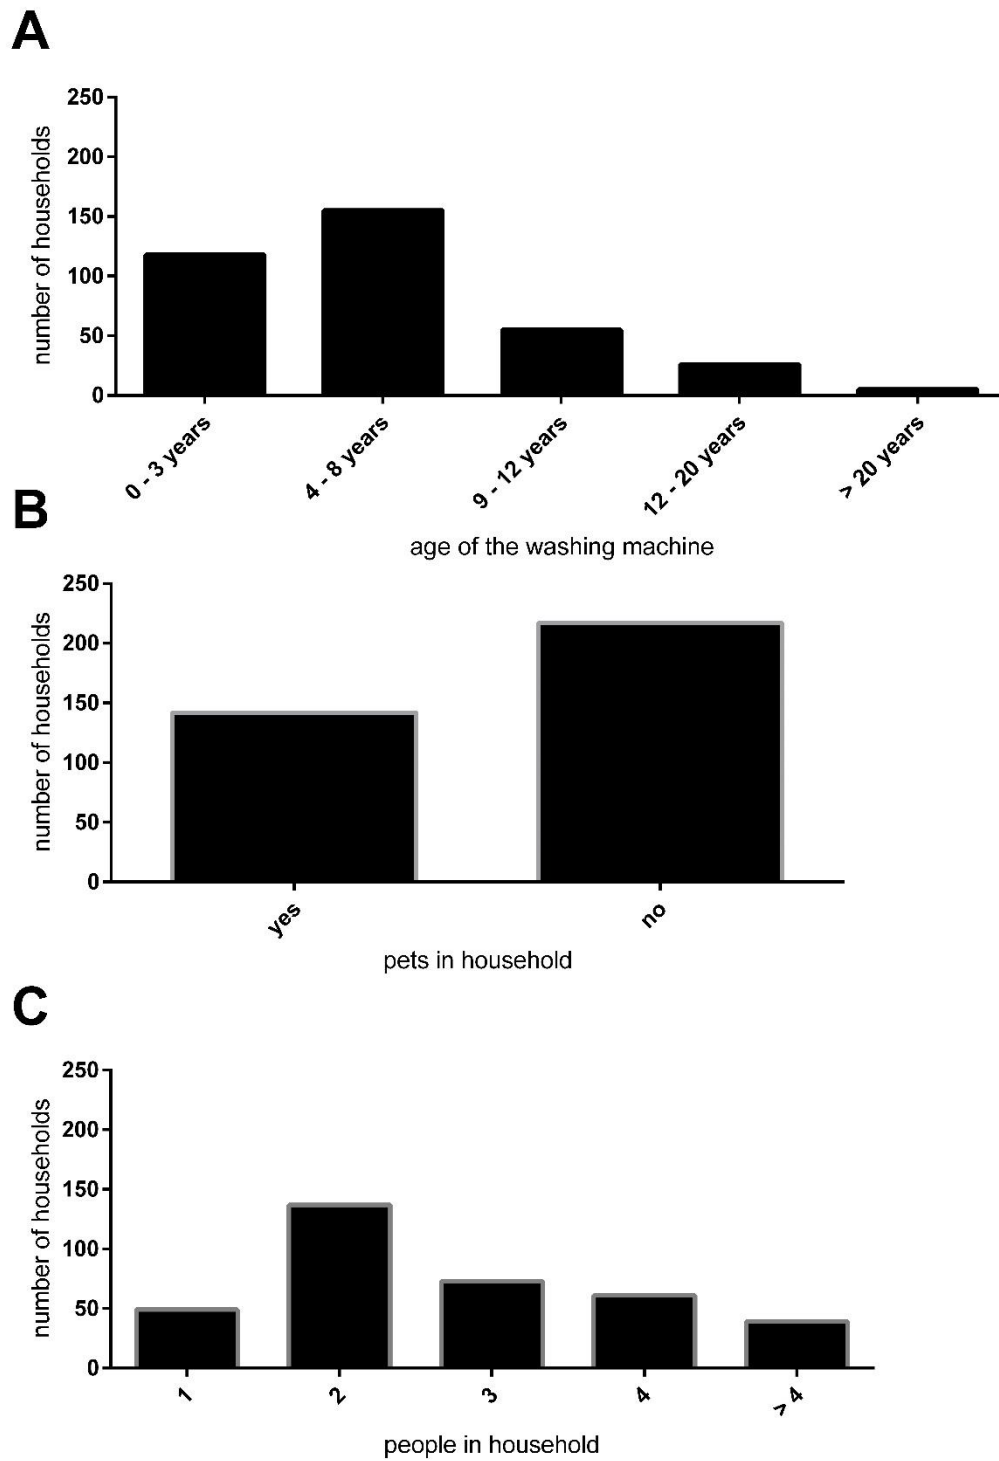 A
number of households
250
200
150
100
50
0
0 - 3 years
4 - 8 years
9 - 12 years
12 - 20 years
> 20 years
age of the washing machine
B
number of households
250
200
150
100
50
0
yes
no
pets in household
C
number of households
250
200
150
100
50
0
1
2
3
4
> 4
people in household